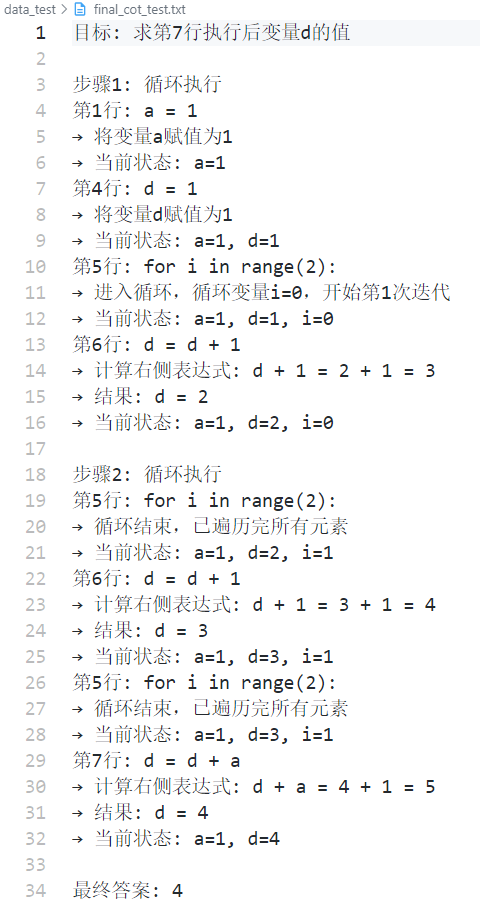 data_test > final_cot_test.txt
1 目标: 求第7行执行后变量d的值
2
3 步骤1: 循环执行
4 第1行: a = 1
5 → 将变量a赋值为1
6 → 当前状态: a=1
7 第4行: d = 1
8 → 将变量d赋值为1
9 → 当前状态: a=1, d=1
10 第5行: for i in range(2):
11 → 进入循环，循环变量i=0，开始第1次迭代
12 → 当前状态: a=1, d=1, i=0
13 第6行: d = d + 1
14 → 计算右侧表达式: d + 1 = 2 + 1 = 3
15 → 结果: d = 2
16 → 当前状态: a=1, d=2, i=0
17
18 步骤2: 循环执行
19 第5行: for i in range(2):
20 → 循环结束，已遍历完所有元素
21 → 当前状态: a=1, d=2, i=1
22 第6行: d = d + 1
23 → 计算右侧表达式: d + 1 = 3 + 1 = 4
24 → 结果: d = 3
25 → 当前状态: a=1, d=3, i=1
26 第5行: for i in range(2):
27 → 循环结束，已遍历完所有元素
28 → 当前状态: a=1, d=3, i=1
29 第7行: d = d + a
30 → 计算右侧表达式: d + a = 4 + 1 = 5
31 → 结果: d = 4
32 → 当前状态: a=1, d=4
33
34 最终答案: 4